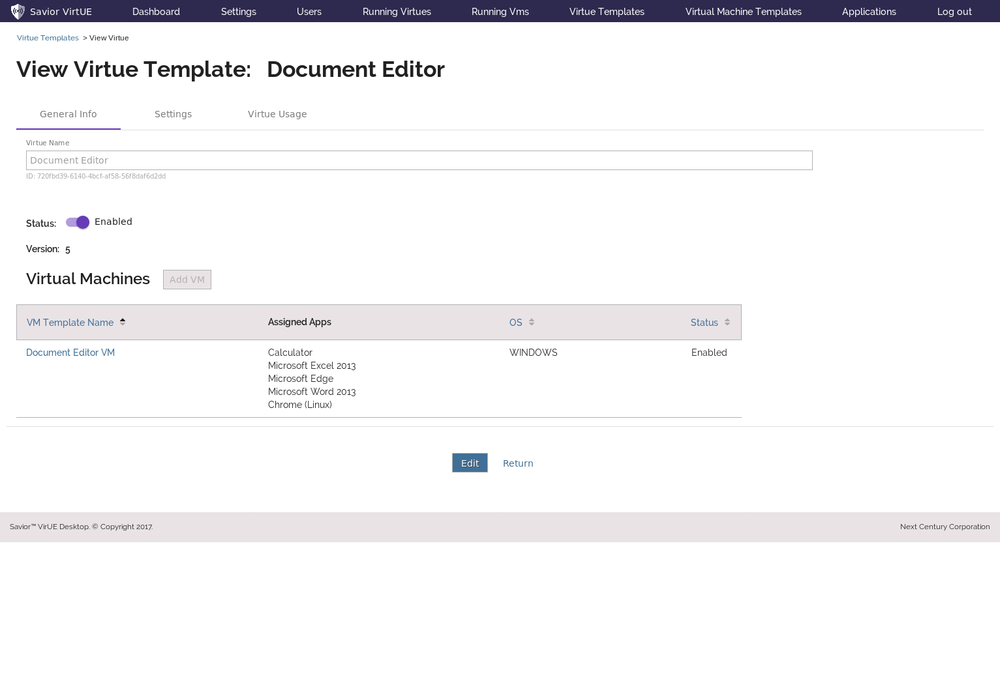 Savior VirtUE Dashboard Settings Users Running Virtues Running Vms Virtue Templates Virtual Machine Templates Applications Log out
Virtue Templates > View Virtue
View Virtue Template: Document Editor
General Info Settings Virtue Usage
Virtue Name
Document Editor
ID: 720fbd39-6140-4bcf-af58-56f8daf6d2dd
Status: Enabled
Version: 5
Virtual Machines Add VM
VM Template Name Assigned Apps OS Status
Document Editor VM Calculator WINDOWS Enabled
Microsoft Excel 2013
Microsoft Edge
Microsoft Word 2013
Chrome (Linux)
Edit Return
Savior™ VirUE Desktop. © Copyright 2017. Next Century Corporation